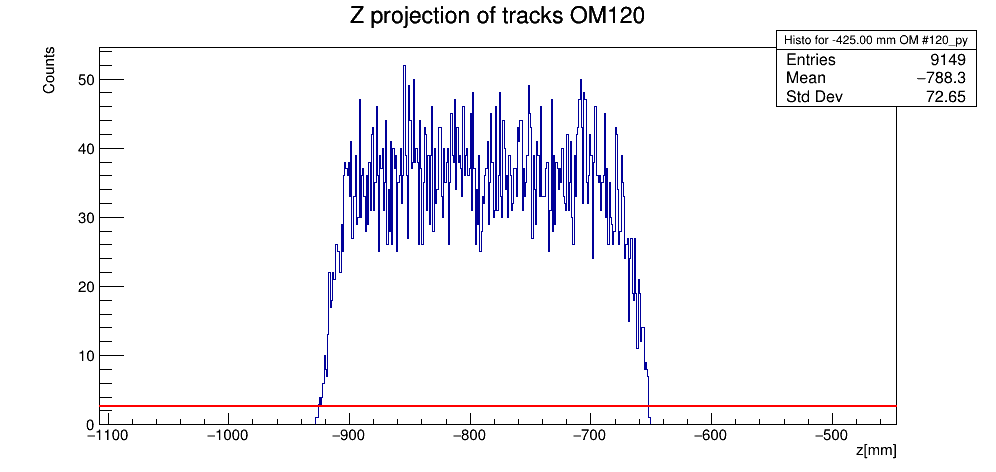 Z projection of tracks OM120
Histo for -425.00 mm OM #120_py
Entries 9149
Mean −788.3
Std Dev 72.65
Counts
50
40
30
20
10
0
−1100 −1000 −900 −800 −700 −600 −500
z[mm]